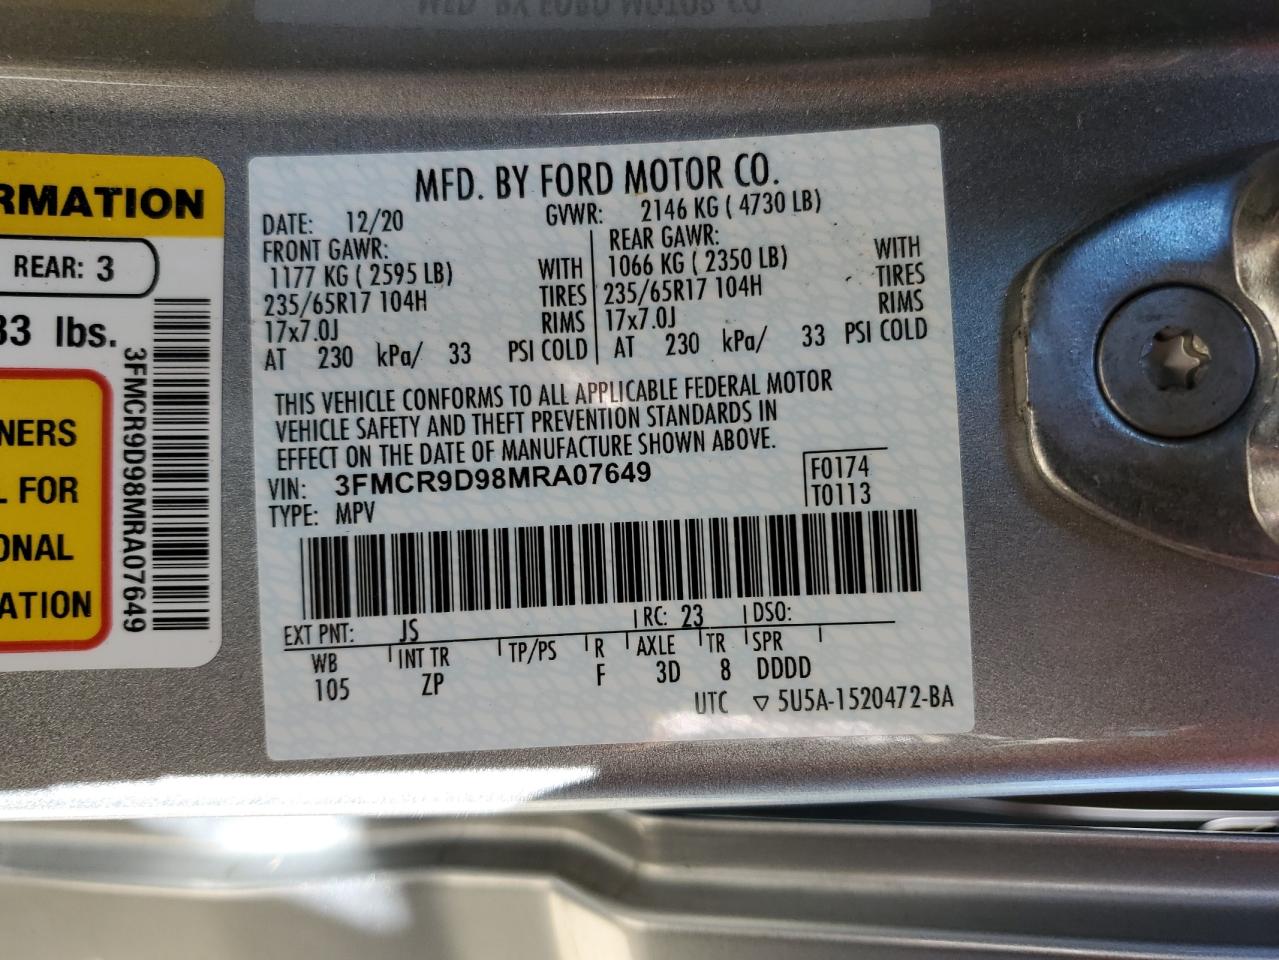 MFD. BY FORD MOTOR CO.
DATE: 12/20 GVWR: 2146 KG ( 4730 LB)
FRONT GAWR:
1177 KG ( 2595 LB) WITH
235/65R17 104H TIRES
17x7.0J RIMS
AT 230 kPa/ 33 PSI COLD
REAR GAWR: WITH
1066 KG ( 2350 LB) TIRES
235/65R17 104H RIMS
17x7.0J
AT 230 kPa/ 33 PSI COLD
THIS VEHICLE CONFORMS TO ALL APPLICABLE FEDERAL MOTOR
VEHICLE SAFETY AND THEFT PREVENTION STANDARDS IN
EFFECT ON THE DATE OF MANUFACTURE SHOWN ABOVE.
VIN: 3FMCR9D98MRA07649
TYPE: MPV
F0174
T0113
RC: 23 DSO:
EXT PNT: JS
WB INT TR TP/PS R AXLE TR SPR
105 ZP F 3D 8 DDDD
UTC ▽ 5U5A-1520472-BA
RMATION
REAR: 3
33 lbs.
3FMCR9D98MRA07649
NERS
L FOR
ONAL
ATION